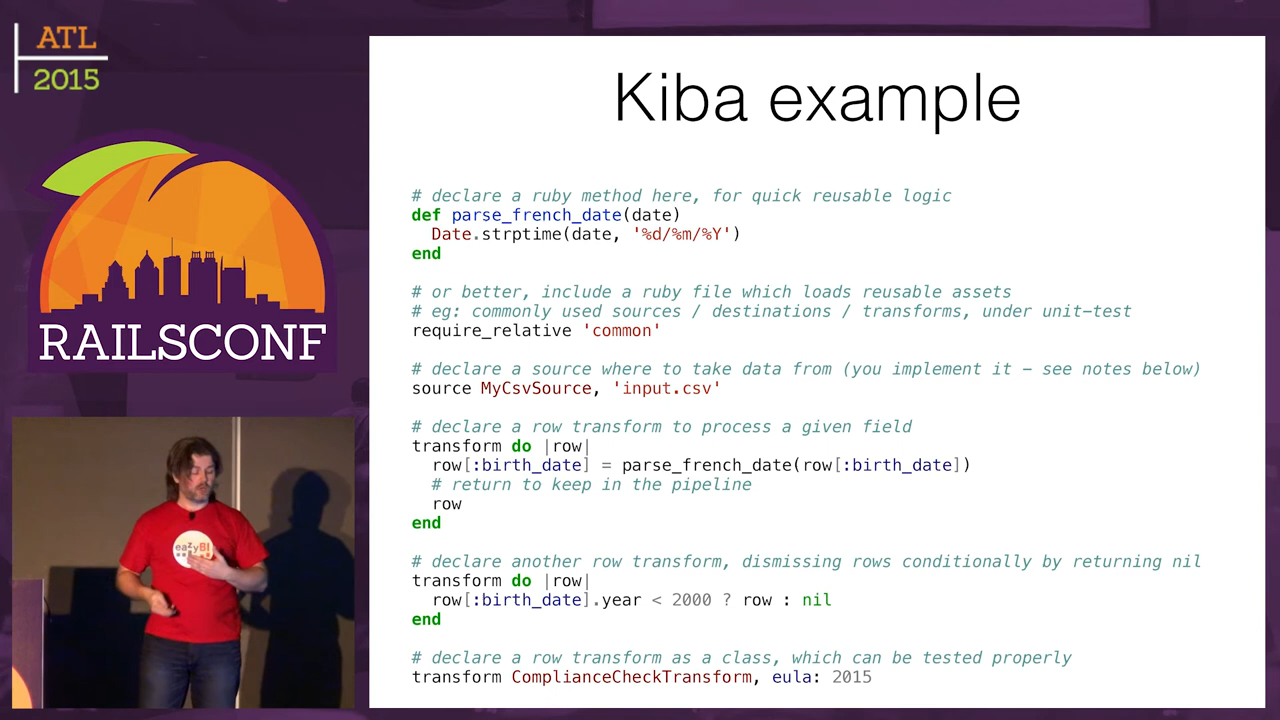 ATL
2015
RAILSCONF
eazyBI
Kiba example
# declare a ruby method here, for quick reusable logic
def parse_french_date(date)
  Date.strptime(date, '%d/%m/%Y')
end
# or better, include a ruby file which loads reusable assets
# eg: commonly used sources / destinations / transforms, under unit-test
require_relative 'common'
# declare a source where to take data from (you implement it - see notes below)
source MyCsvSource, 'input.csv'
# declare a row transform to process a given field
transform do |row|
  row[:birth_date] = parse_french_date(row[:birth_date])
  # return to keep in the pipeline
  row
end
# declare another row transform, dismissing rows conditionally by returning nil
transform do |row|
  row[:birth_date].year < 2000 ? row : nil
end
# declare a row transform as a class, which can be tested properly
transform ComplianceCheckTransform, eula: 2015